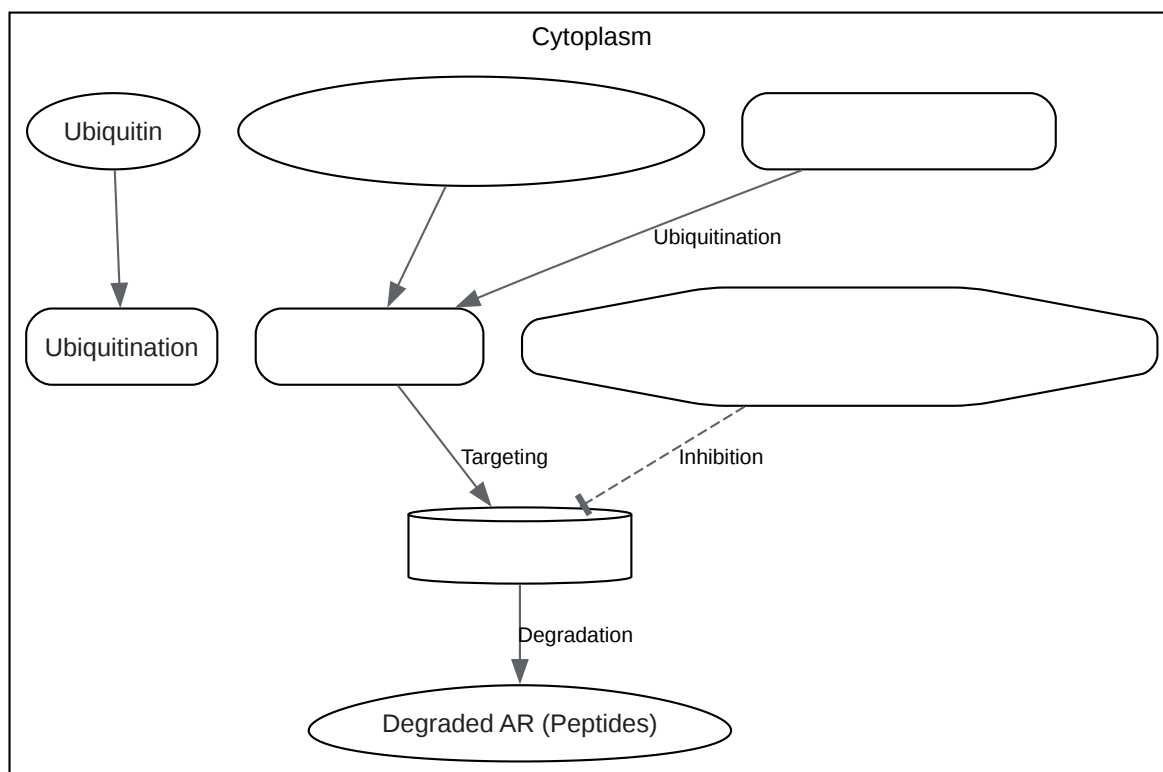 Cytoplasm
Ubiquitin
Ubiquitination
Ubiquitination
Targeting
Inhibition
Degradation
Degraded AR (Peptides)